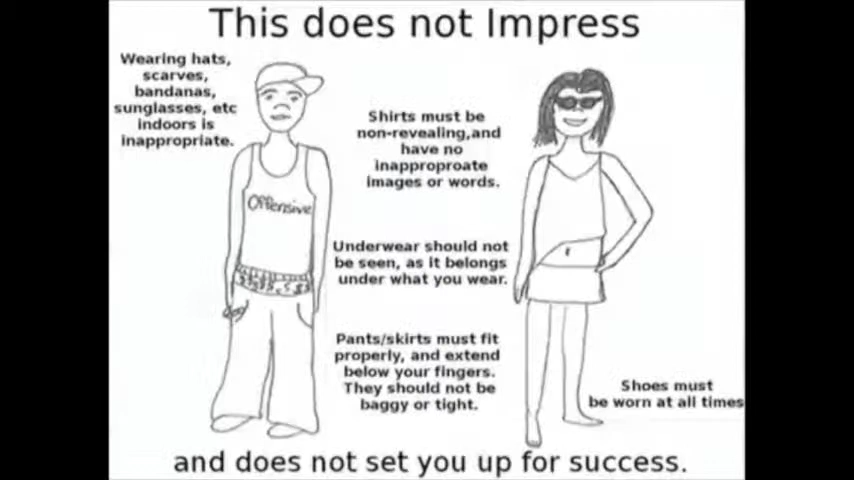 This does not Impress
Wearing hats,
scarves,
bandanas,
sunglasses, etc
indoors is
inappropriate.
Shirts must be
non-revealing,and
have no
inapproproate
images or words.
Offensive
Underwear should not
be seen, as it belongs
under what you wear.
$$$$,$.$$
Pants/skirts must fit
properly, and extend
below your fingers.
They should not be
baggy or tight.
Shoes must
be worn at all times
and does not set you up for success.